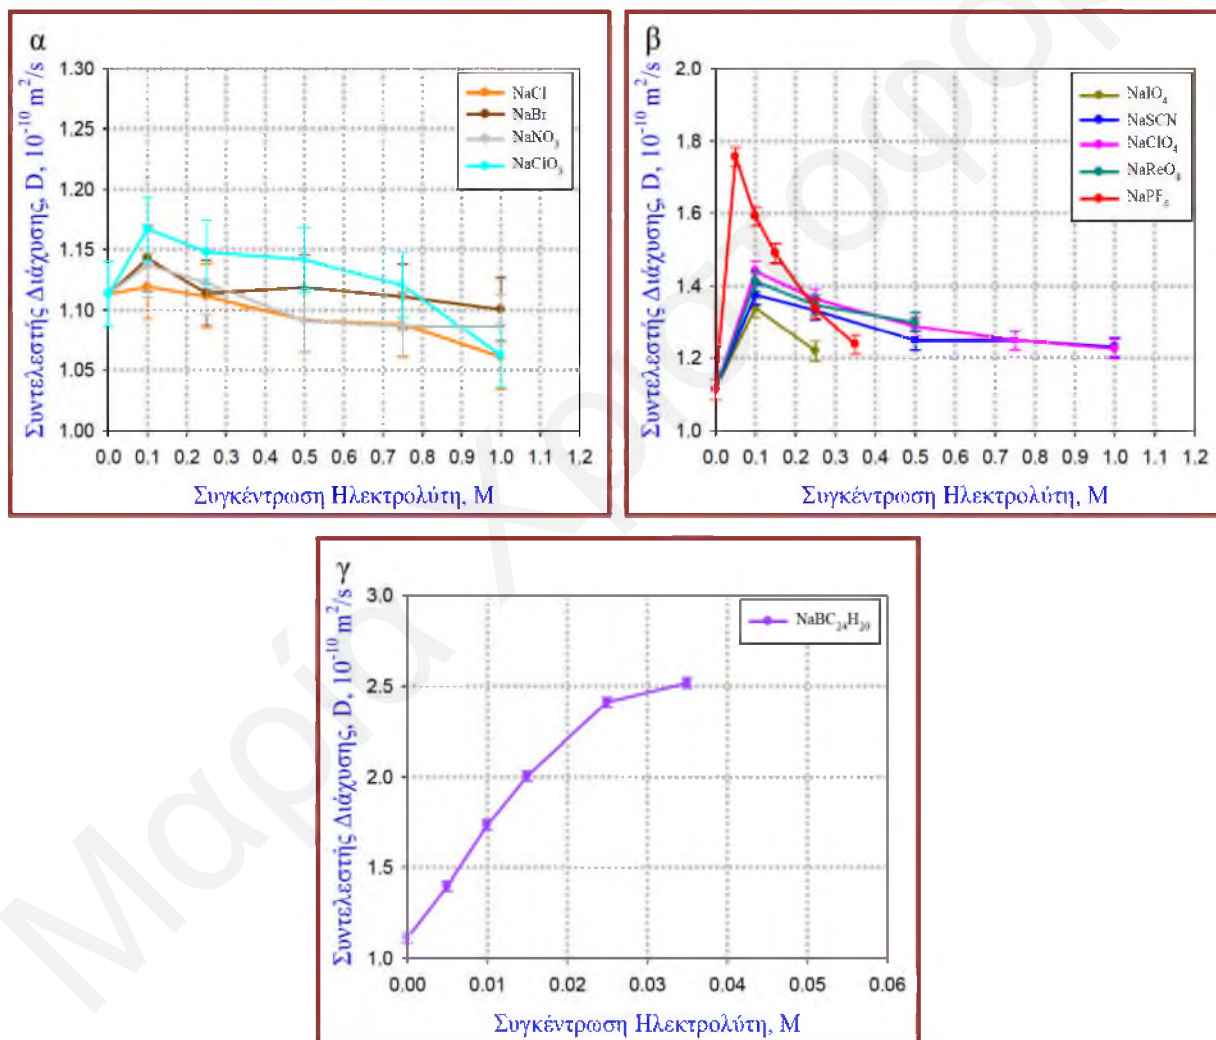 α
Συντελεστής Διάχυσης, D, 10⁻¹⁰ m²/s
1.30
1.25
1.20
1.15
1.10
1.05
1.00
NaCl
NaBr
NaNO₃
NaClO₃
0.0 0.1 0.2 0.3 0.4 0.5 0.6 0.7 0.8 0.9 1.0 1.1 1.2
Συγκέντρωση Ηλεκτρολύτη, M
β
Συντελεστής Διάχυσης, D, 10⁻¹⁰ m²/s
2.0
1.8
1.6
1.4
1.2
1.0
NaIO₄
NaSCN
NaClO₄
NaReO₄
NaPF₆
0.0 0.1 0.2 0.3 0.4 0.5 0.6 0.7 0.8 0.9 1.0 1.1 1.2
Συγκέντρωση Ηλεκτρολύτη, M
γ
Συντελεστής Διάχυσης, D, 10⁻¹⁰ m²/s
3.0
2.5
2.0
1.5
1.0
NaBC₂₄H₂₀
0.00 0.01 0.02 0.03 0.04 0.05 0.06
Συγκέντρωση Ηλεκτρολύτη, M
Μαρία